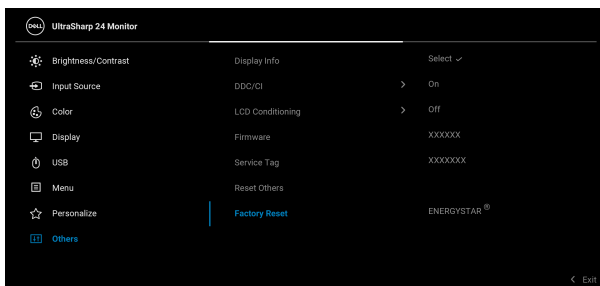 DELL UltraSharp 24 Monitor
Brightness/Contrast Display Info Select ✓
Input Source DDC/CI > On
Color LCD Conditioning > Off
Display Firmware XXXXXX
USB Service Tag XXXXXXX
Menu Reset Others
Personalize Factory Reset ENERGYSTAR ®
Others
< Exit